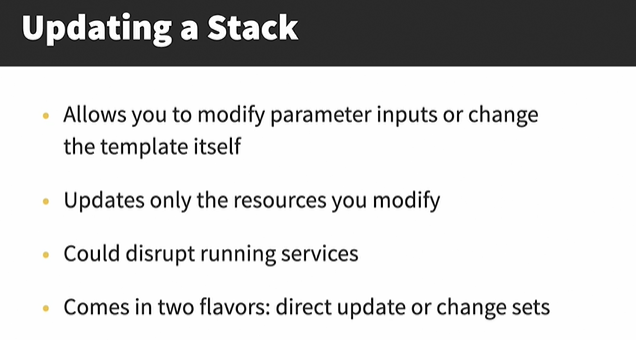 Updating a Stack
• Allows you to modify parameter inputs or change
the template itself
• Updates only the resources you modify
• Could disrupt running services
• Comes in two flavors: direct update or change sets